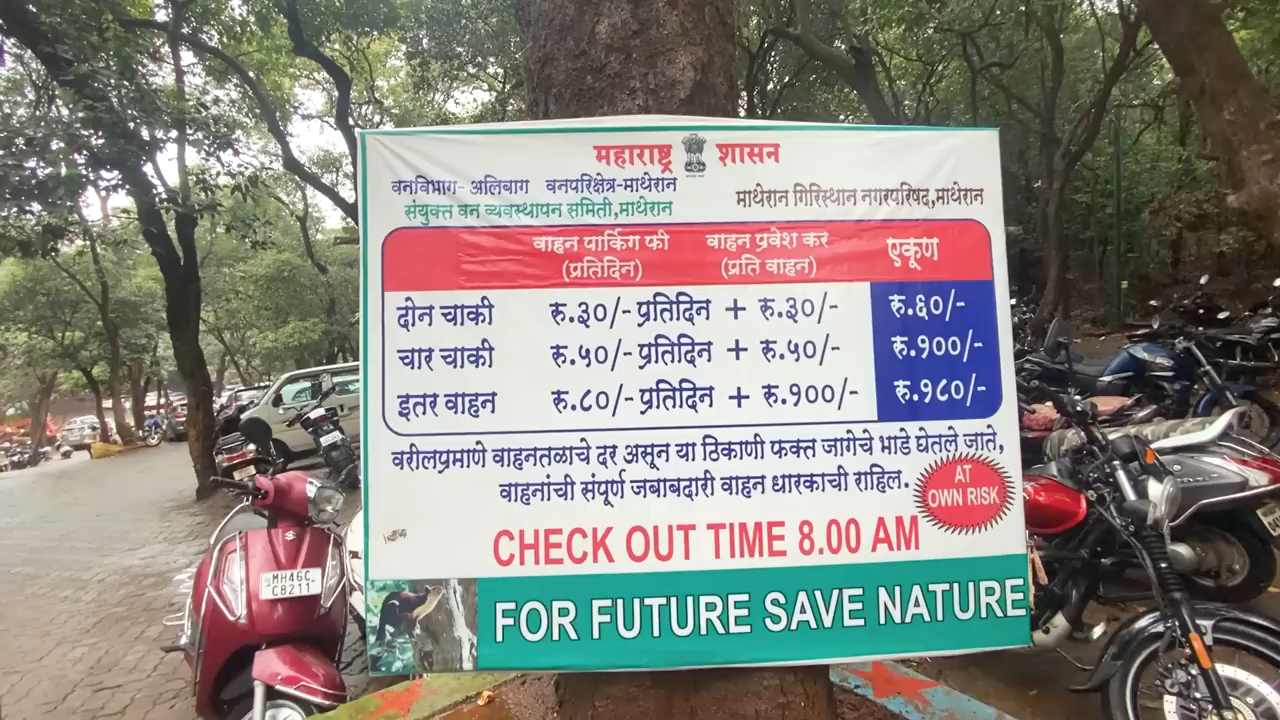 महाराष्ट्र शासन
वनविभाग- अलिबाग वनपरिक्षेत्र-माथेरान
संयुक्त वन व्यवस्थापन समिती,माथेरान
माथेरान गिरिस्थान नगरपरिषद,माथेरान
वाहन पार्किंग फी (प्रतिदिन) वाहन प्रवेश कर (प्रति वाहन) एकूण
दोन चाकी रु.३०/- प्रतिदिन + रु.३०/- रु.६०/-
चार चाकी रु.५०/- प्रतिदिन + रु.५०/- रु.१००/-
इतर वाहन रु.८०/- प्रतिदिन + रु.१००/- रु.१८०/-
वरीलप्रमाणे वाहनतळाचे दर असून या ठिकाणी फक्त जागेचे भाडे घेतले जाते,
वाहनांची संपूर्ण जबाबदारी वाहन धारकाची राहिल.
AT
OWN RISK
CHECK OUT TIME 8.00 AM
FOR FUTURE SAVE NATURE
MH46C
C8211